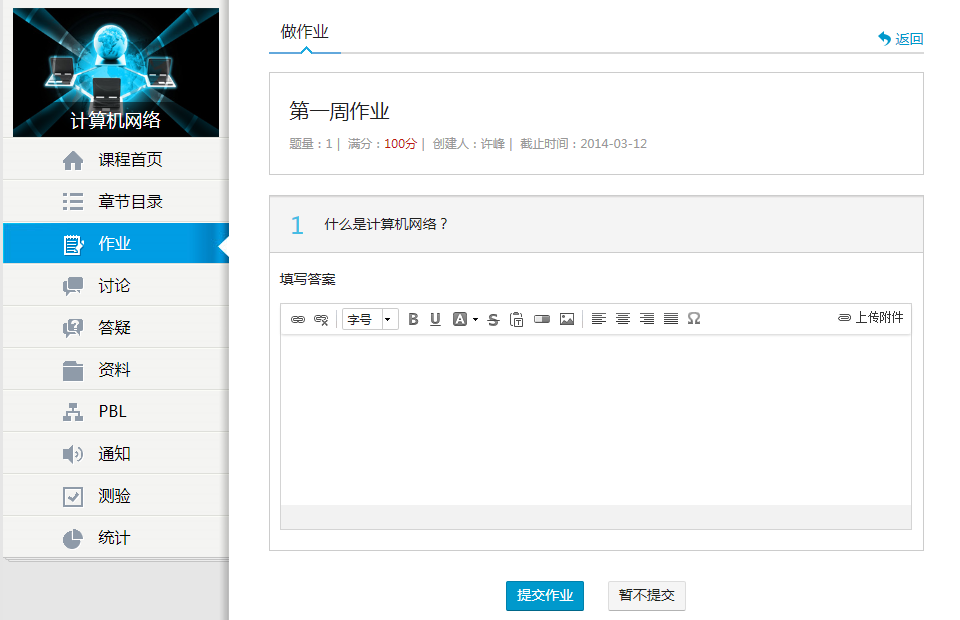 计算机网络
课程首页
章节目录
作业
讨论
答疑
资料
PBL
通知
测验
统计
做作业
返回
第一周作业
题量：1 | 满分：100分 | 创建人：许峰 | 截止时间：2014-03-12
1 什么是计算机网络？
填写答案
字号 B U A S Ω 上传附件
提交作业 暂不提交